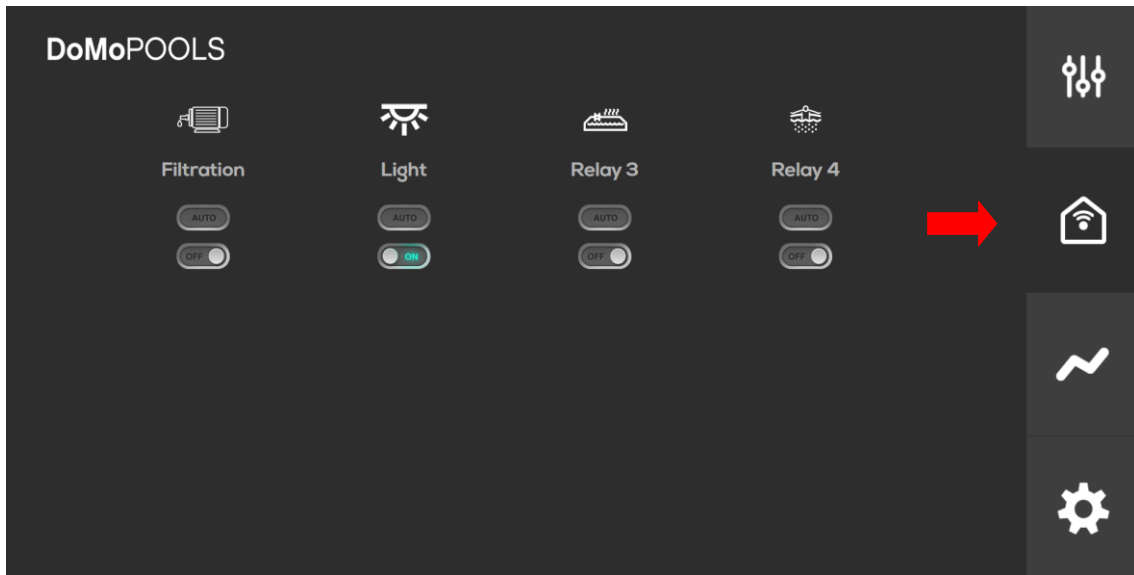 DoMoPOOLS
Filtration Light Relay 3 Relay 4
AUTO AUTO AUTO AUTO
OFF ON OFF OFF